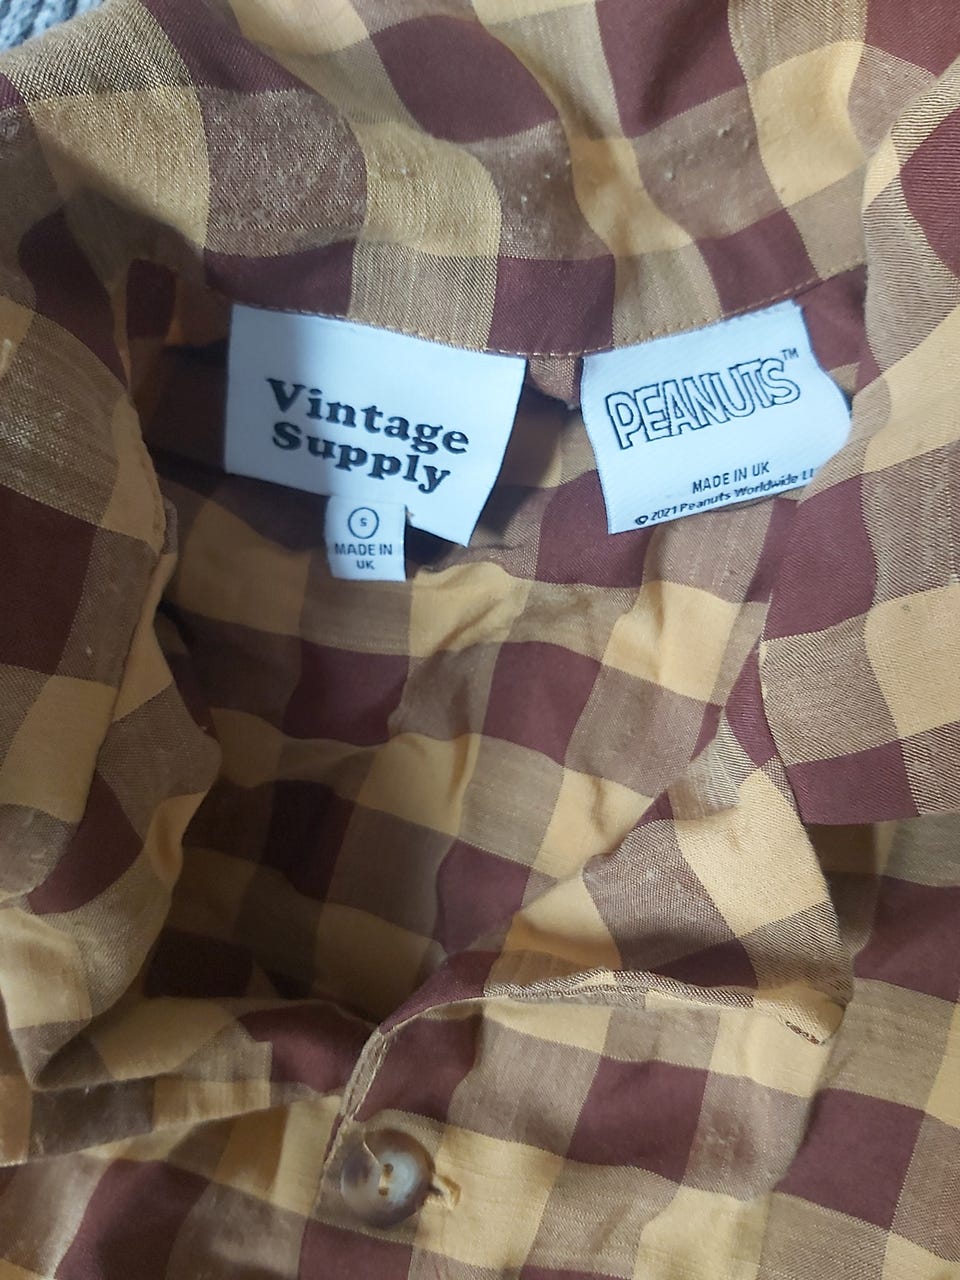 Vintage
Supply
S
MADE IN
UK
PEANUTS™
MADE IN UK
© 2021 Peanuts Worldwide